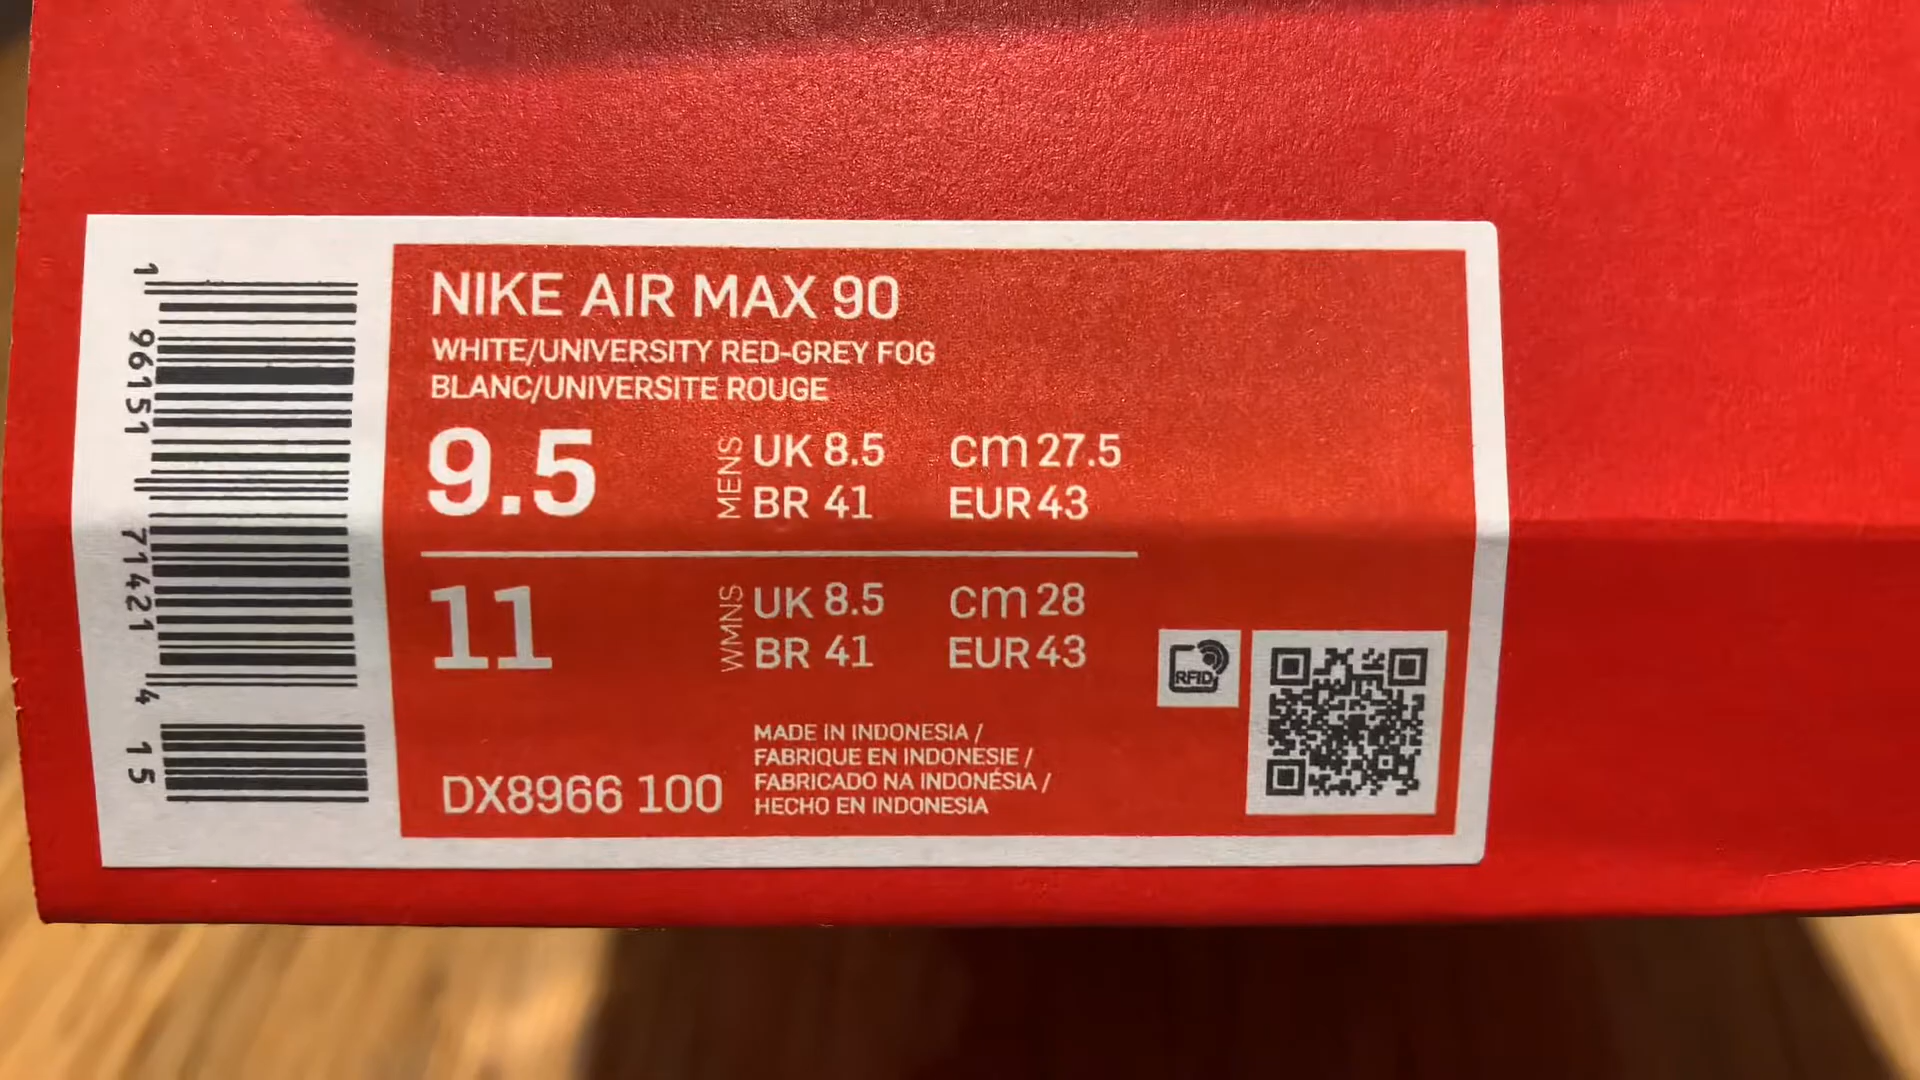 1 96151 71421 4 15
NIKE AIR MAX 90
WHITE/UNIVERSITY RED-GREY FOG
BLANC/UNIVERSITE ROUGE
9.5 MENS UK 8.5 cm 27.5
BR 41 EUR 43
11 WMNS UK 8.5 cm 28
BR 41 EUR 43
RFID
MADE IN INDONESIA /
FABRIQUE EN INDONESIE /
FABRICADO NA INDONÉSIA /
HECHO EN INDONESIA
DX8966 100